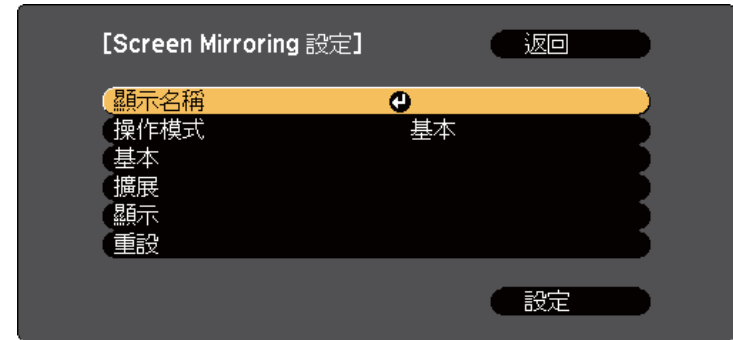 [Screen Mirroring 設定] 返回
顯示名稱
操作模式 基本
基本
擴展
顯示
重設
設定